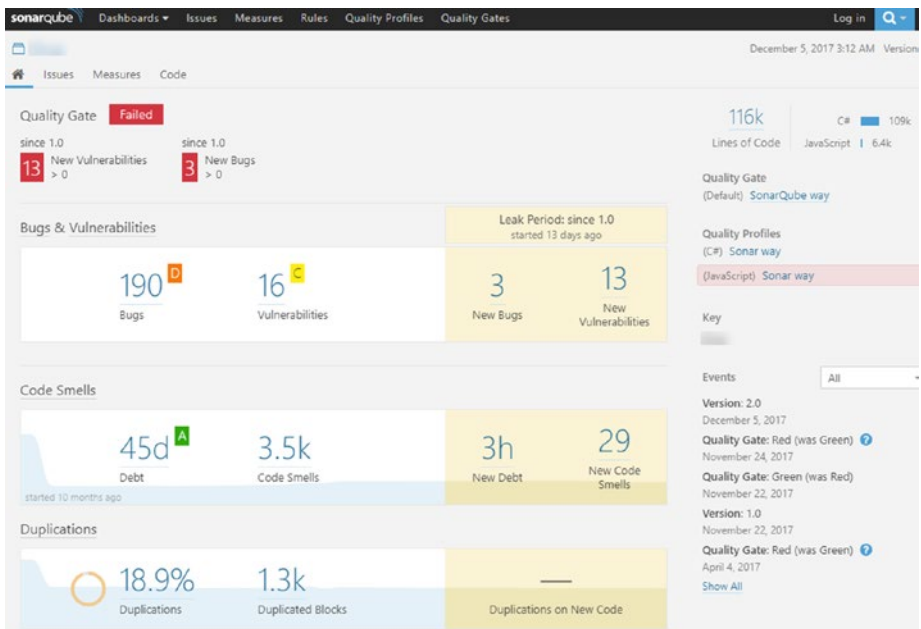 sonarqube Dashboards Issues Measures Rules Quality Profiles Quality Gates Log in
December 5, 2017 3:12 AM Version
Issues Measures Code
Quality Gate Failed
since 1.0 since 1.0
13 New Vulnerabilities 3 New Bugs
> 0 > 0
Bugs & Vulnerabilities
Leak Period: since 1.0
started 13 days ago
190 D 16 C 3 13
Bugs Vulnerabilities New Bugs New
Vulnerabilities
Code Smells
45d A 3.5k 3h 29
Debt Code Smells New Debt New Code
Smells
started 10 months ago
Duplications
18.9% 1.3k —
Duplications Duplicated Blocks Duplications on New Code
116k C# 109k
Lines of Code JavaScript 6.4k
Quality Gate
(Default) SonarQube way
Quality Profiles
(C#) Sonar way
(JavaScript) Sonar way
Key
Events All
Version: 2.0
December 5, 2017
Quality Gate: Red (was Green) ?
November 24, 2017
Quality Gate: Green (was Red)
November 22, 2017
Version: 1.0
November 22, 2017
Quality Gate: Red (was Green) ?
April 4, 2017
Show All